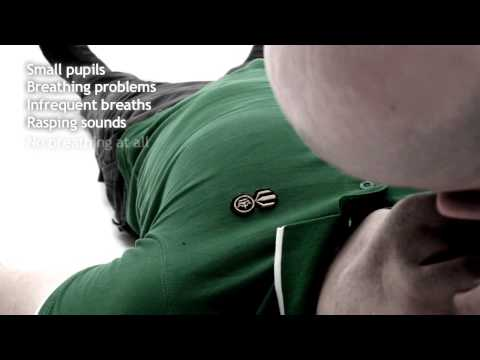 Small pupils
Breathing problems
Infrequent breaths
Rasping sounds
No breathing at all